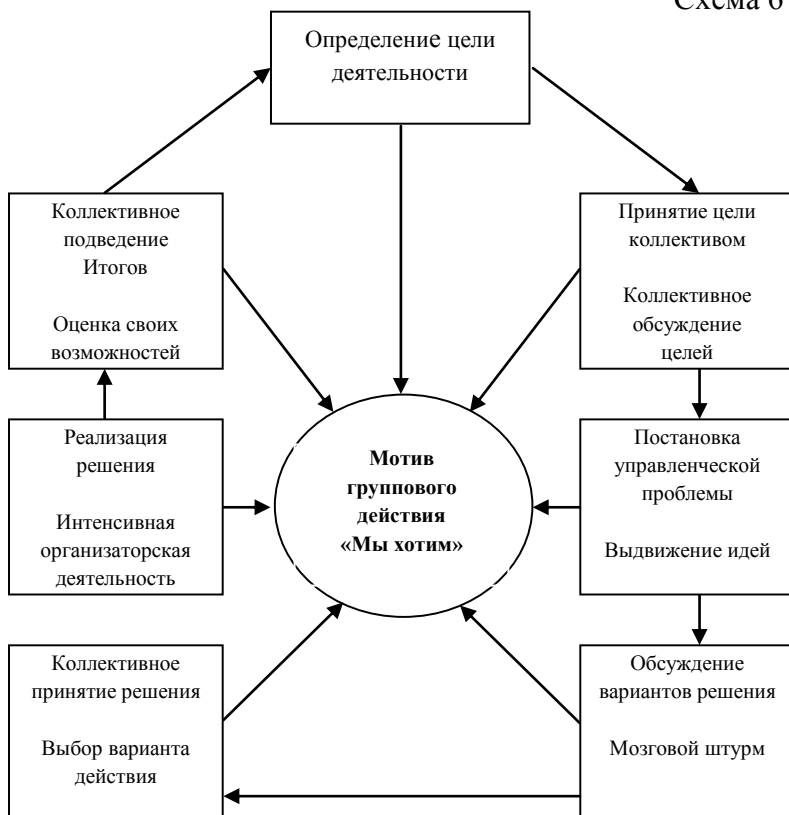 Схема 6
Определение цели
деятельности
Коллективное
подведение
Итогов
Оценка своих
возможностей
Принятие цели
коллективом
Коллективное
обсуждение
целей
Реализация
решения
Интенсивная
организаторская
деятельность
Мотив
группового
действия
«Мы хотим»
Постановка
управленческой
проблемы
Выдвижение идей
Коллективное
принятие решения
Выбор варианта
действия
Обсуждение
вариантов решения
Мозговой штурм